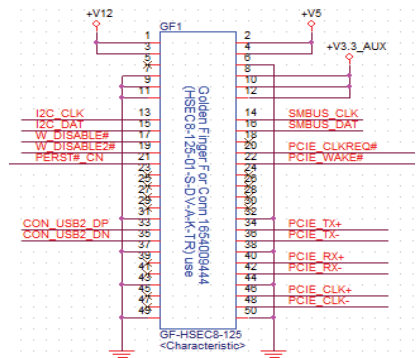 +V12
GF1
+V5
+V3.3_AUX
1 2
3 4
5 6
7 8
9 10
11 12
I2C_CLK 13 14 SMBUS_CLK
I2C_DAT 15 16 SMBUS_DAT
W_DISABLE# 17 18
W_DISABLE2# 19 20 PCIE_CLKREQ#
PERST#_CN 21 22 PCIE_WAKE#
23 24
25 26
27 28
29 30
31 32
CON_USB2_DP 33 34 PCIE_TX+
CON_USB2_DN 35 36 PCIE_TX-
37 38
39 40 PCIE_RX+
41 42 PCIE_RX-
43 44
45 46 PCIE_CLK+
47 48 PCIE_CLK-
49 50
Golden Finger For Conn 1654009444
(HSEC8-125-01-S-DV-A-K-TR) use
GF-HSEC8-125
<Characteristic>